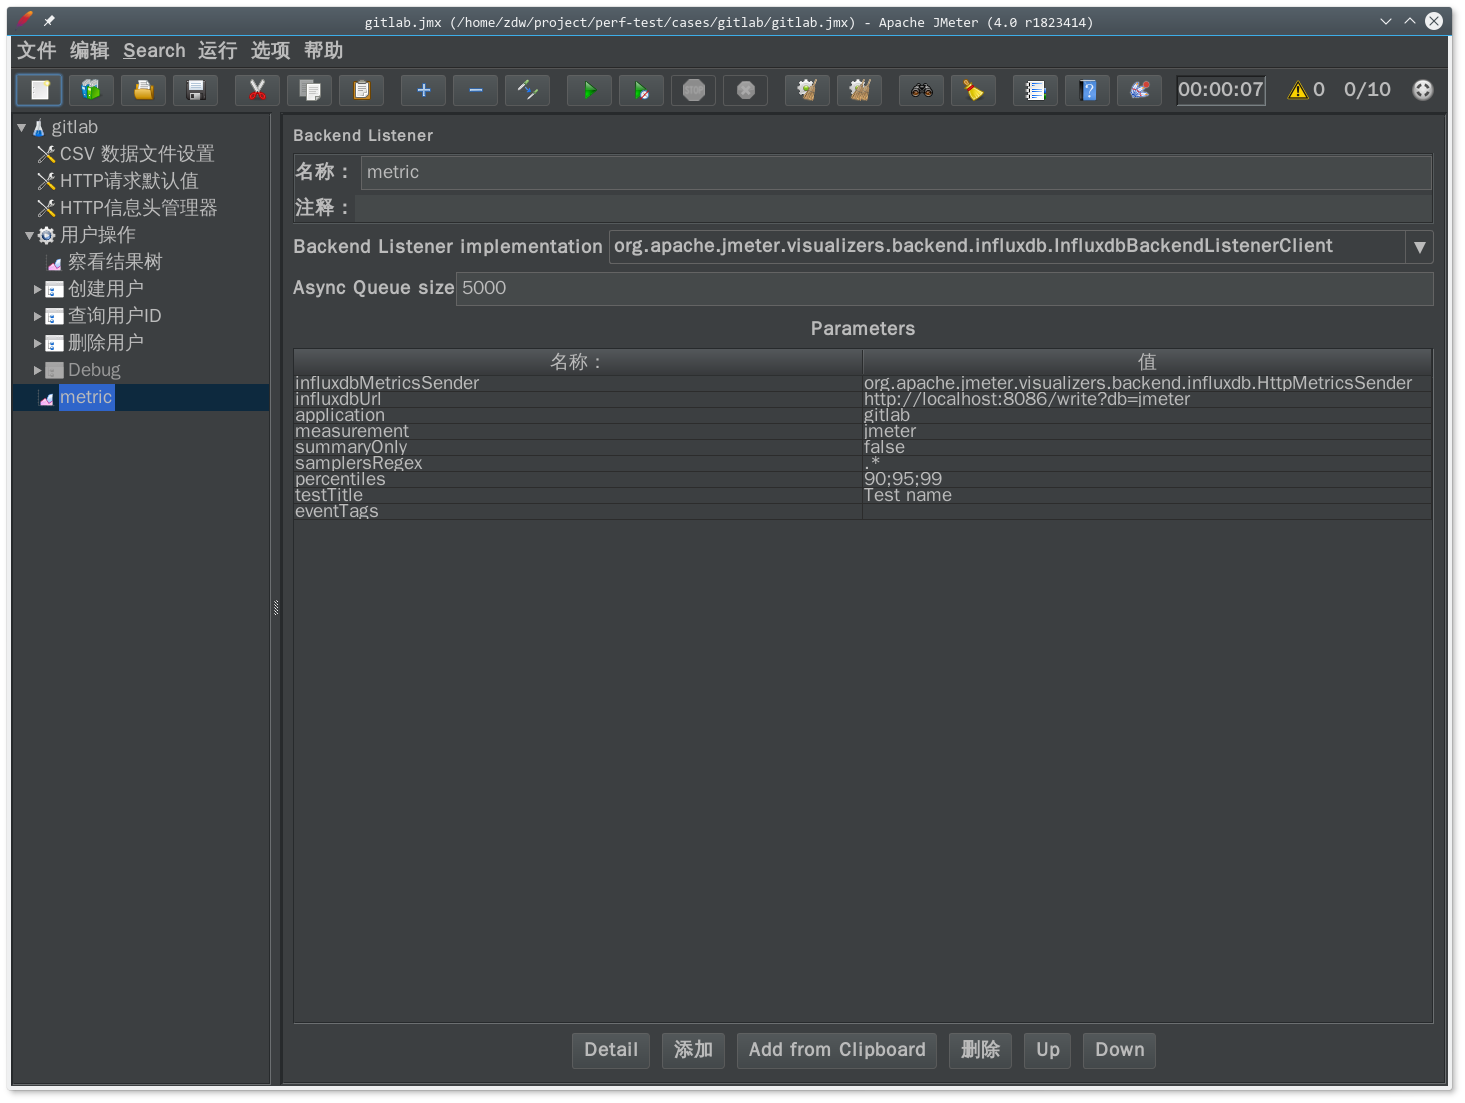 gitlab.jmx (/home/zdw/project/perf-test/cases/gitlab/gitlab.jmx) - Apache JMeter (4.0 r1823414)
文件 编辑 Search 运行 选项 帮助
STOP 00:00:07 0 0/10
gitlab
CSV 数据文件设置
HTTP请求默认值
HTTP信息头管理器
用户操作
察看结果树
创建用户
查询用户ID
删除用户
Debug
metric
Backend Listener
名称： metric
注释：
Backend Listener implementation org.apache.jmeter.visualizers.backend.influxdb.InfluxdbBackendListenerClient
Async Queue size 5000
Parameters
名称： 值
influxdbMetricsSender org.apache.jmeter.visualizers.backend.influxdb.HttpMetricsSender
influxdbUrl http://localhost:8086/write?db=jmeter
application gitlab
measurement jmeter
summaryOnly false
samplersRegex .*
percentiles 90;95;99
testTitle Test name
eventTags
Detail 添加 Add from Clipboard 删除 Up Down